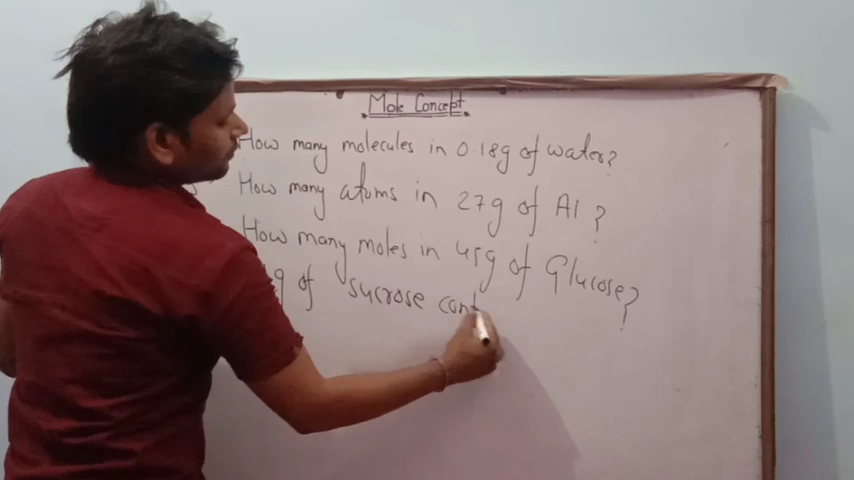 Mole Concept
How many molecules in 0.18g of water?
How many atoms in 27g of Al ?
How many moles in 45g of Glucose?
g of sucrose cont